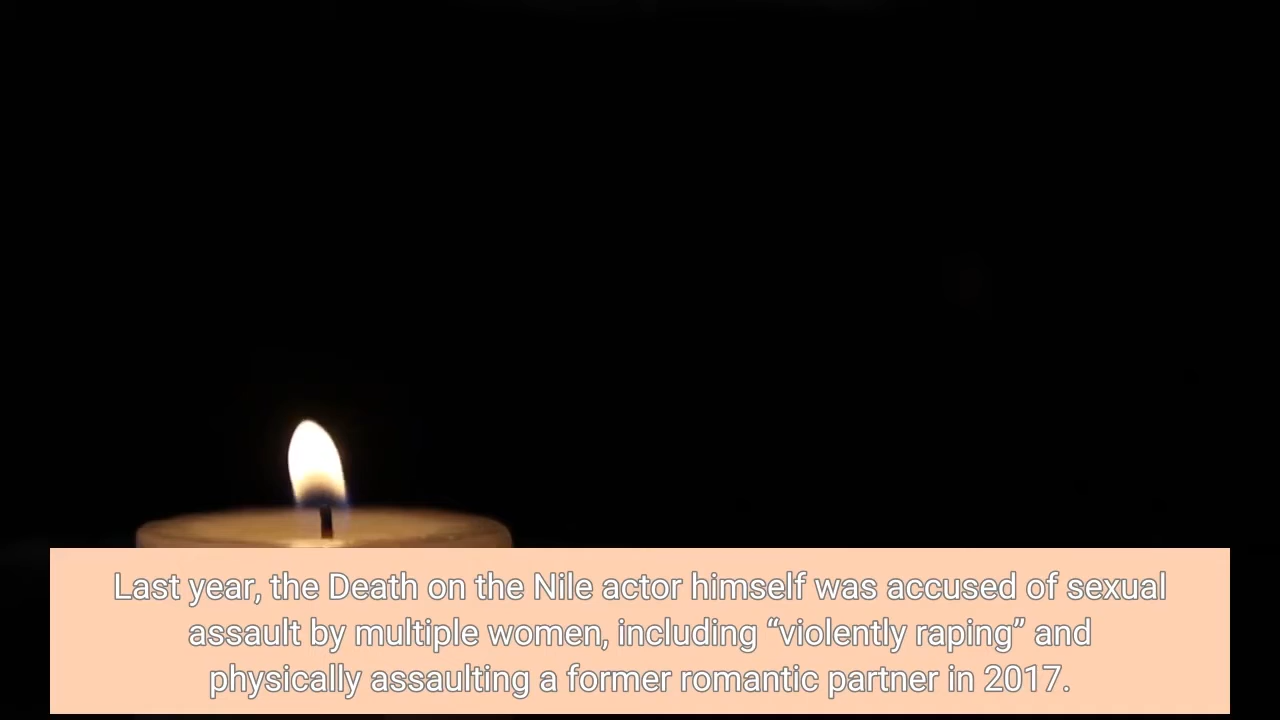 Last year, the Death on the Nile actor himself was accused of sexual
assault by multiple women, including “violently raping” and
physically assaulting a former romantic partner in 2017.